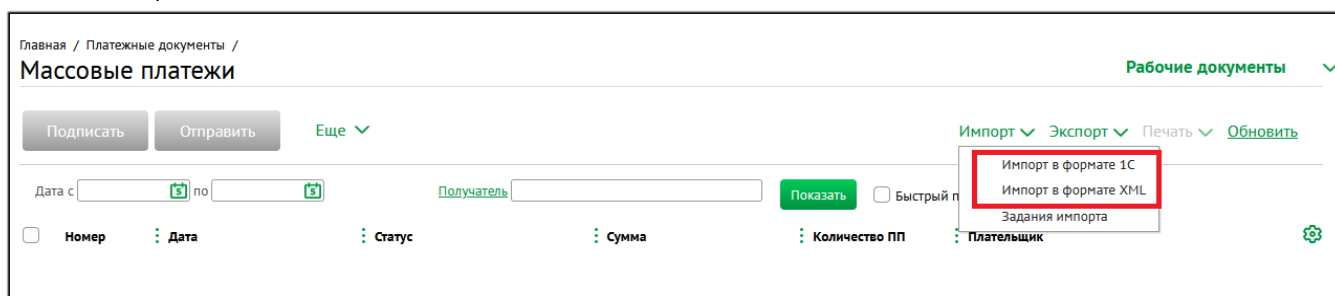 Главная / Платежные документы /
Массовые платежи
Рабочие документы
Подписать Отправить Еще Импорт Экспорт Печать Обновить
Импорт в формате 1С
Импорт в формате XML
Задания импорта
Дата с по Получатель Показать Быстрый п
Номер Дата Статус Сумма Количество ПП Плательщик